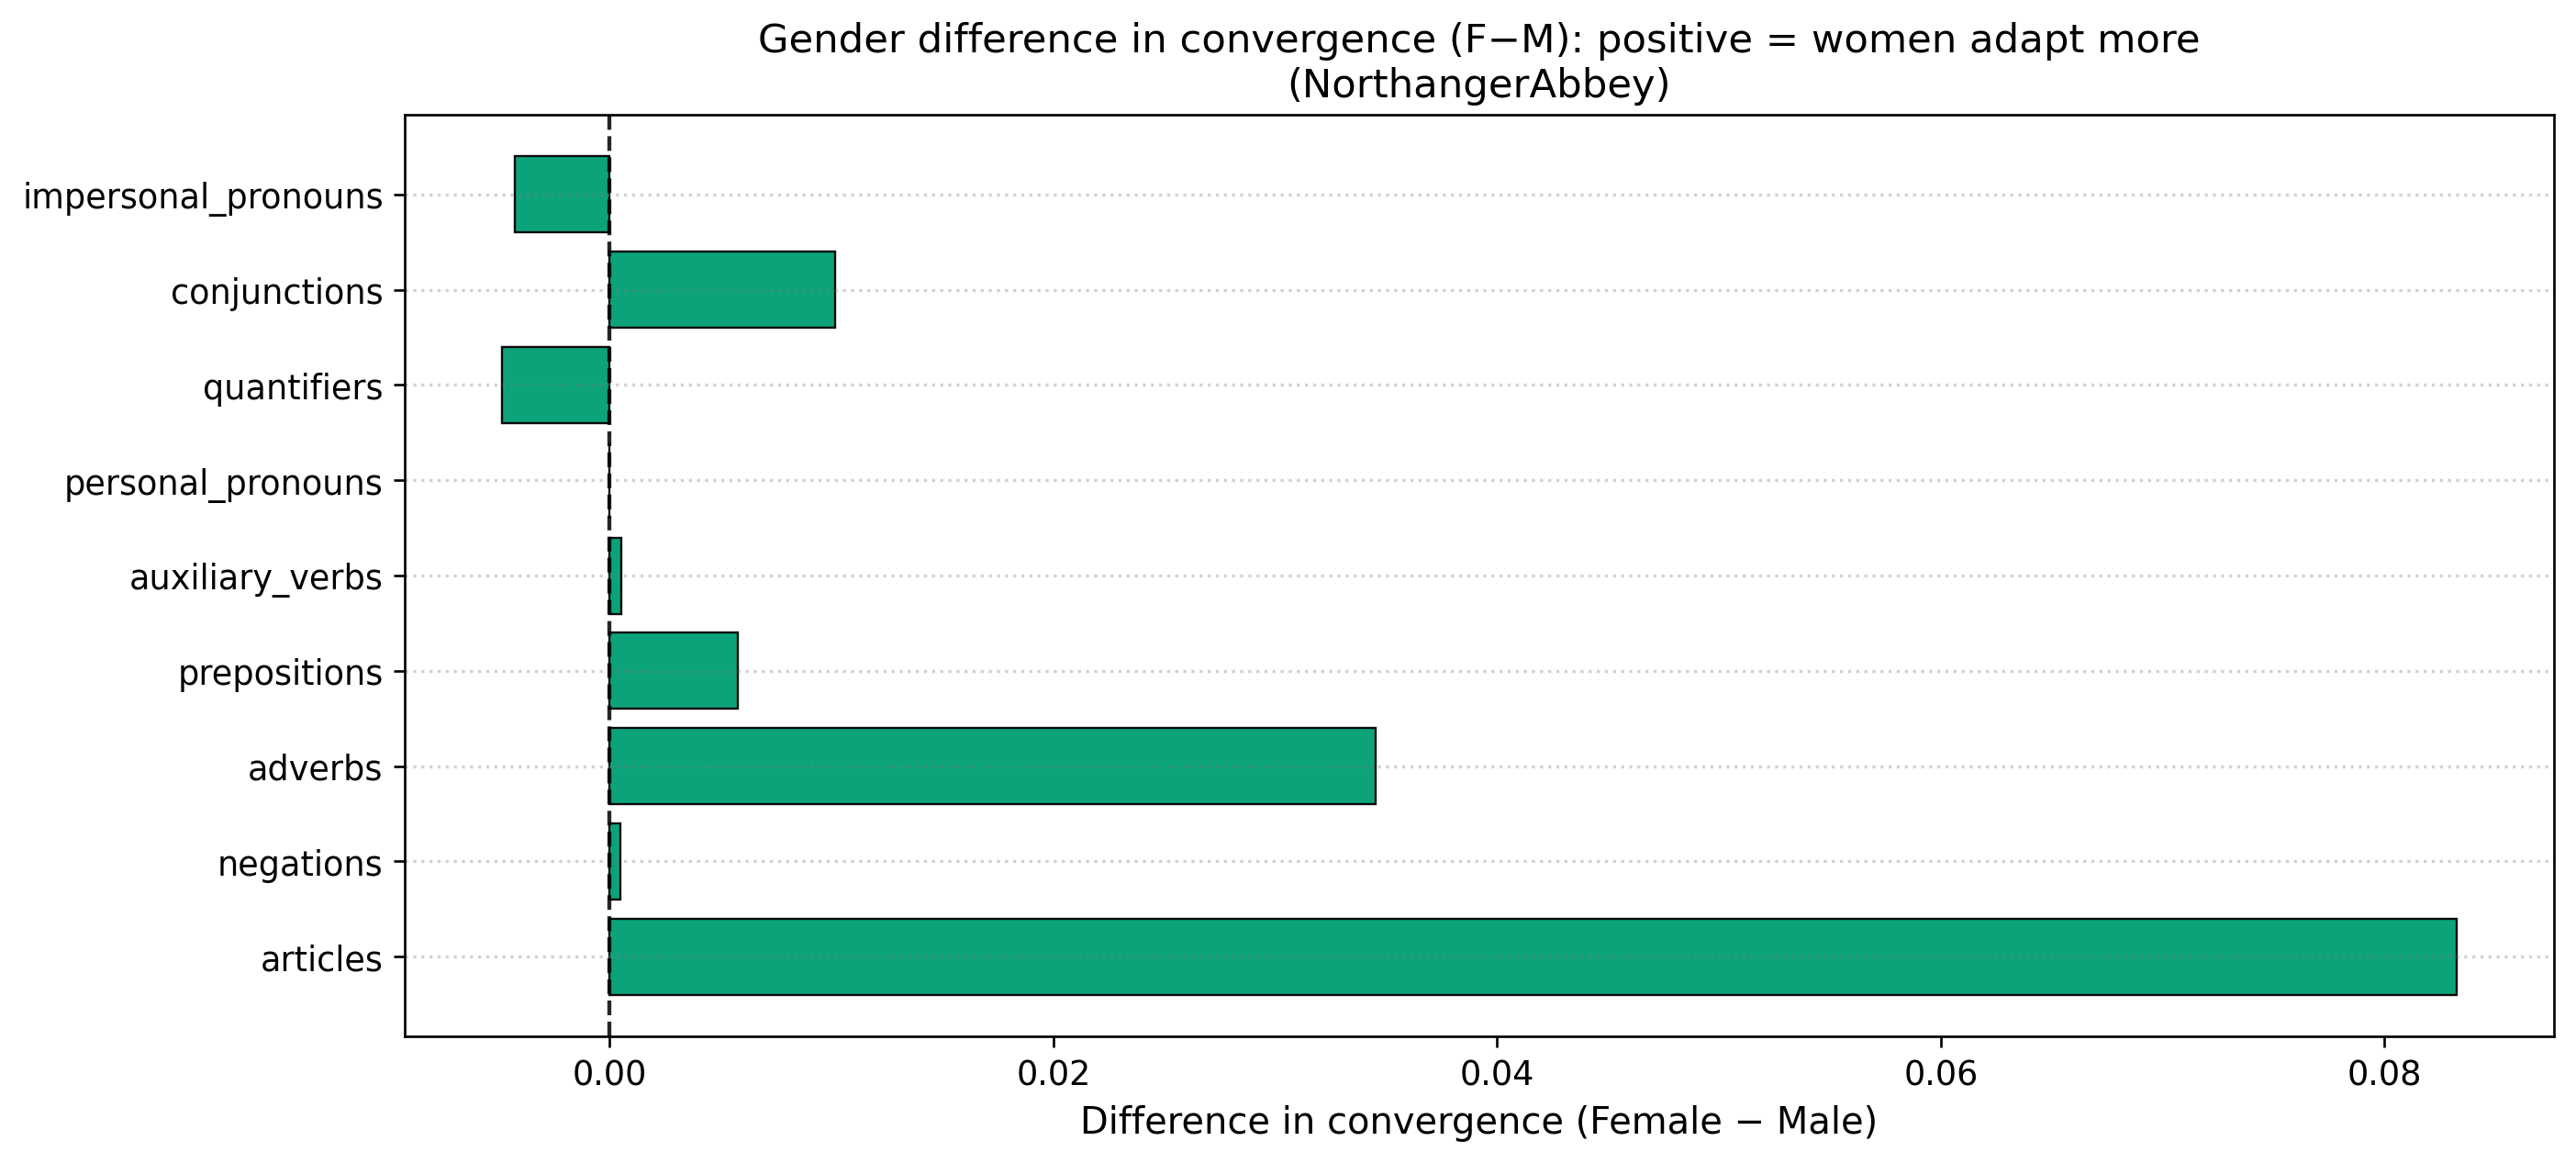 Gender difference in convergence (F−M): positive = women adapt more
(NorthangerAbbey)
impersonal_pronouns
conjunctions
quantifiers
personal_pronouns
auxiliary_verbs
prepositions
adverbs
negations
articles
0.00 0.02 0.04 0.06 0.08
Difference in convergence (Female − Male)